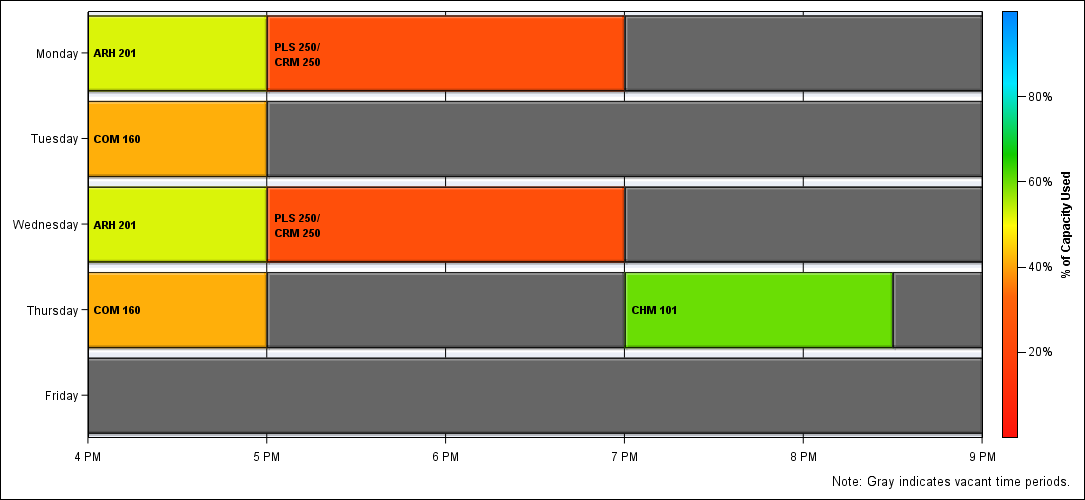 Monday
ARH 201
PLS 250/
CRM 250
Tuesday
COM 160
Wednesday
ARH 201
PLS 250/
CRM 250
Thursday
COM 160
CHM 101
Friday
4 PM
5 PM
6 PM
7 PM
8 PM
9 PM
80%
60%
40%
20%
% of Capacity Used
Note: Gray indicates vacant time periods.